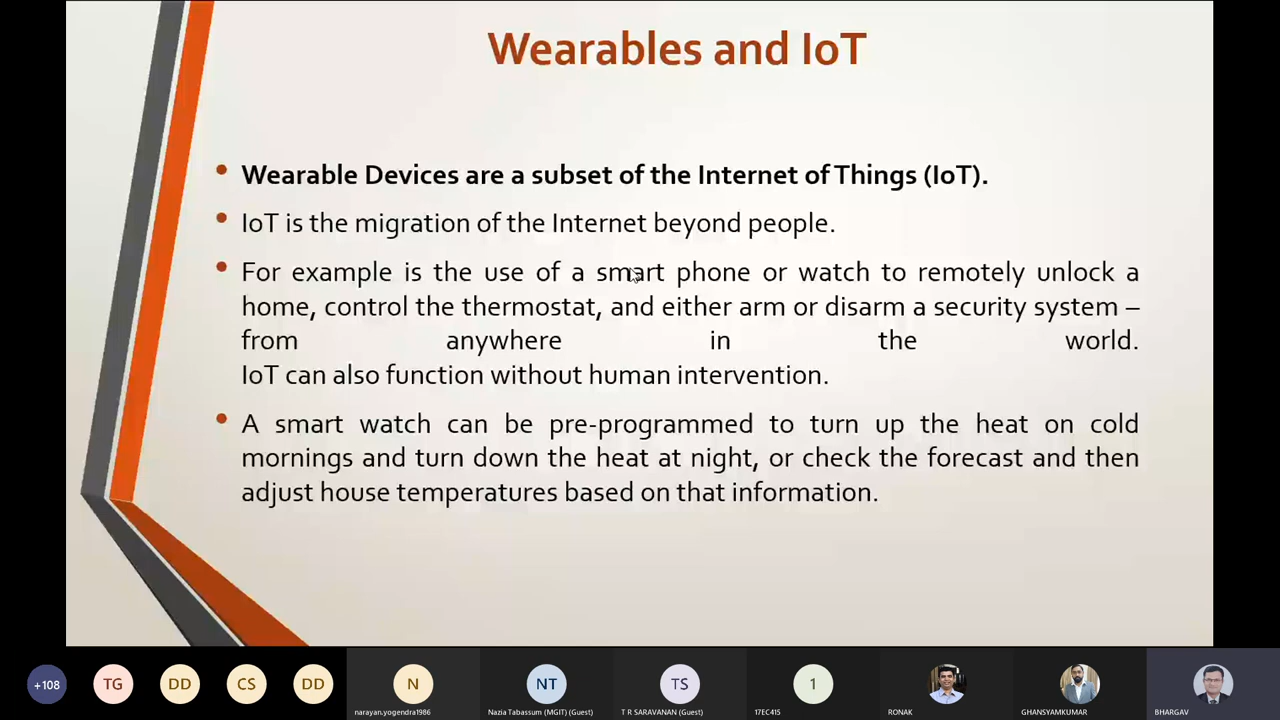 Wearables and IoT
• Wearable Devices are a subset of the Internet of Things (IoT).
• IoT is the migration of the Internet beyond people.
• For example is the use of a smart phone or watch to remotely unlock a
home, control the thermostat, and either arm or disarm a security system –
from anywhere in the world.
IoT can also function without human intervention.
• A smart watch can be pre-programmed to turn up the heat on cold
mornings and turn down the heat at night, or check the forecast and then
adjust house temperatures based on that information.
+108 TG DD CS DD N NT TS 1
narayan.yogendra1986 Nazia Tabassum (MGIT) (Guest) T R SARAVANAN (Guest) 17EC415 RONAK GHANSYAMKUMAR BHARGAV